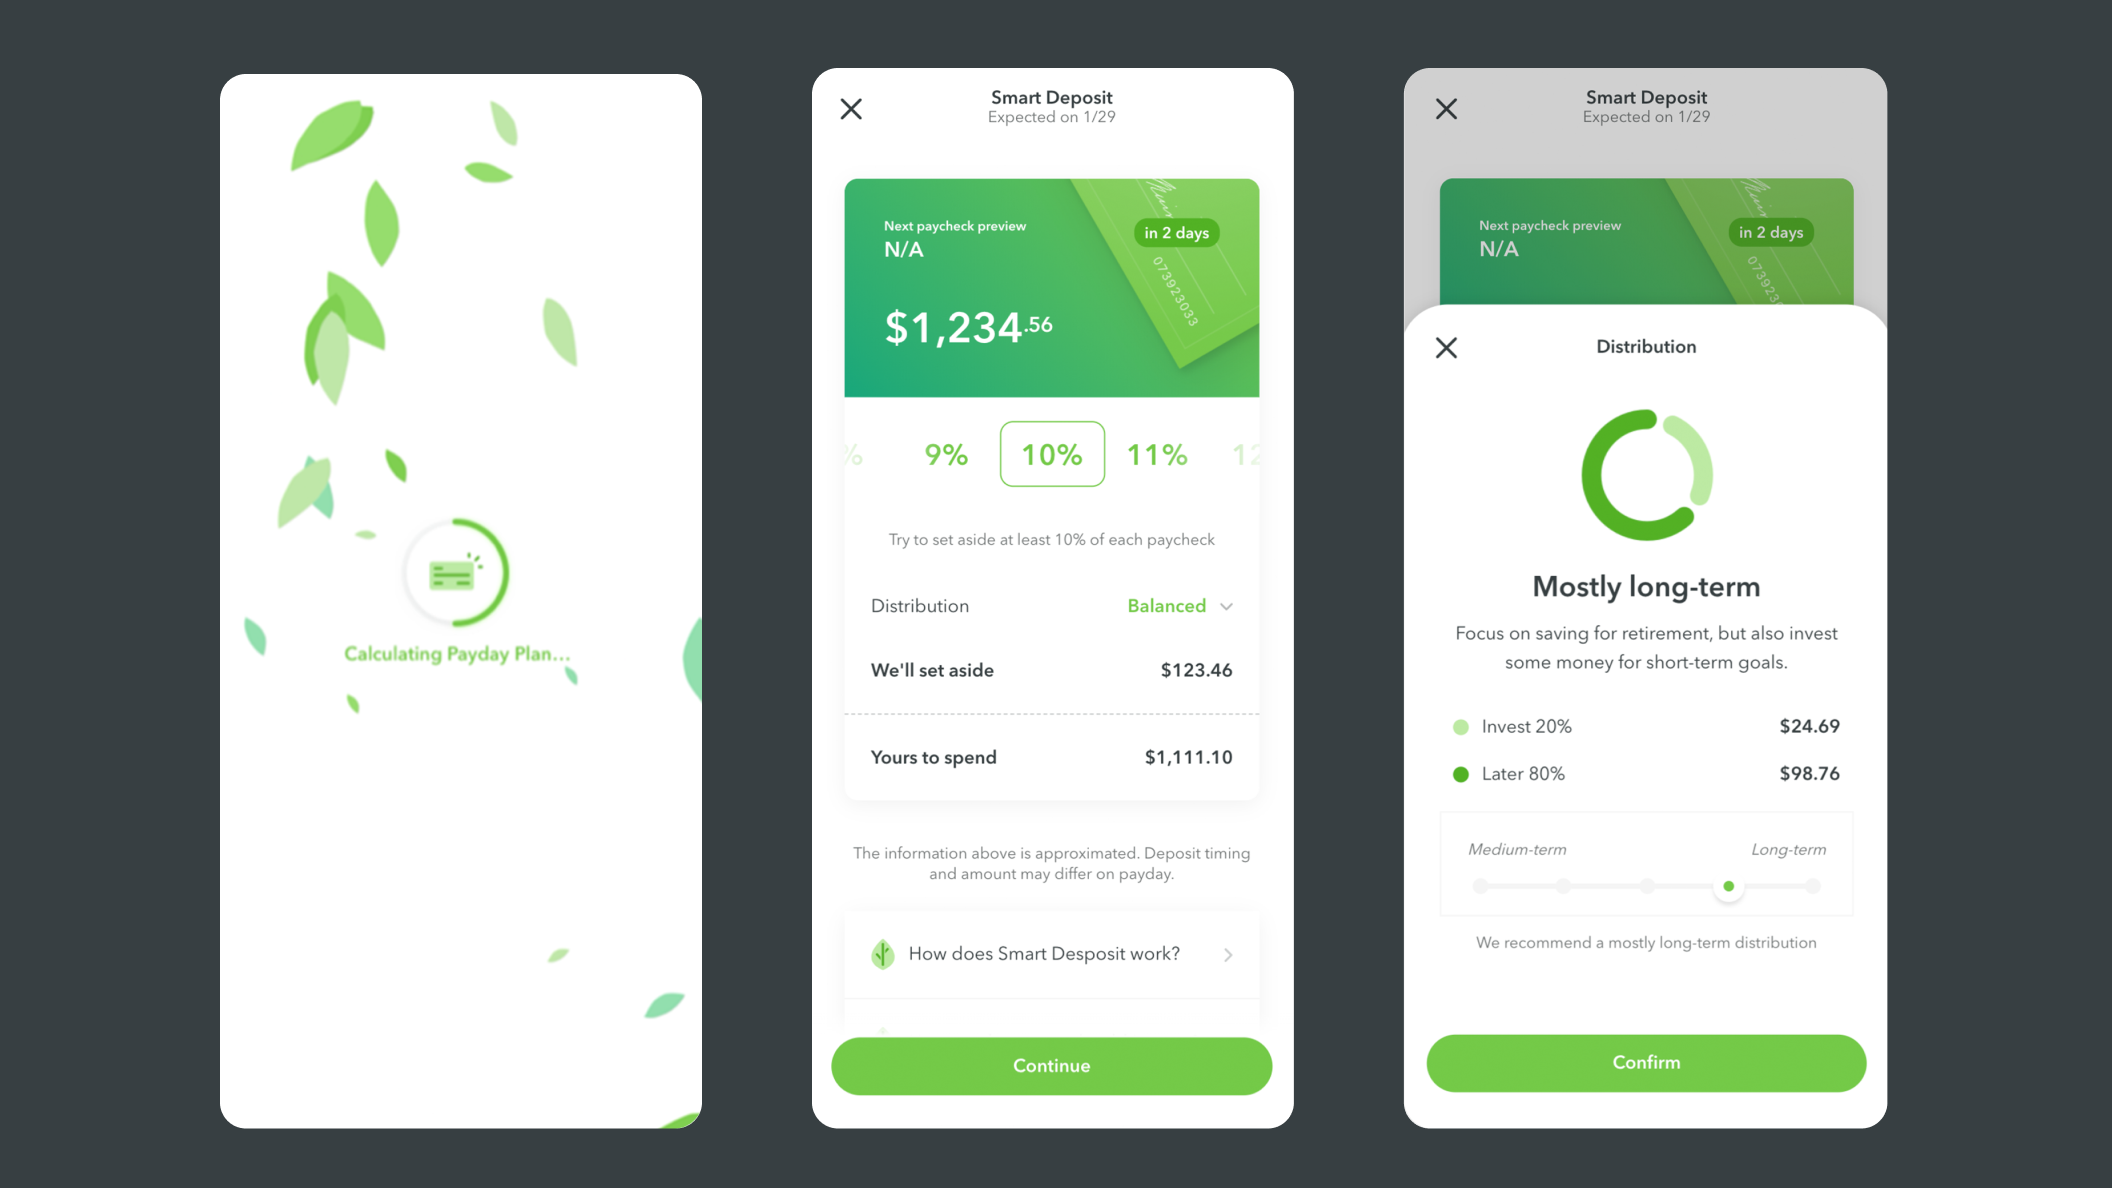 Calculating Payday Plan...
Smart Deposit
Expected on 1/29
Next paycheck preview
N/A
in 2 days
$1,234.56
073923033
%
9%
10%
11%
12
Try to set aside at least 10% of each paycheck
Distribution
Balanced
We'll set aside
$123.46
Yours to spend
$1,111.10
The information above is approximated. Deposit timing
and amount may differ on payday.
How does Smart Desposit work?
Continue
Smart Deposit
Expected on 1/29
Next paycheck preview
N/A
in 2 days
Distribution
Mostly long-term
Focus on saving for retirement, but also invest
some money for short-term goals.
Invest 20%
$24.69
Later 80%
$98.76
Medium-term
Long-term
We recommend a mostly long-term distribution
Confirm